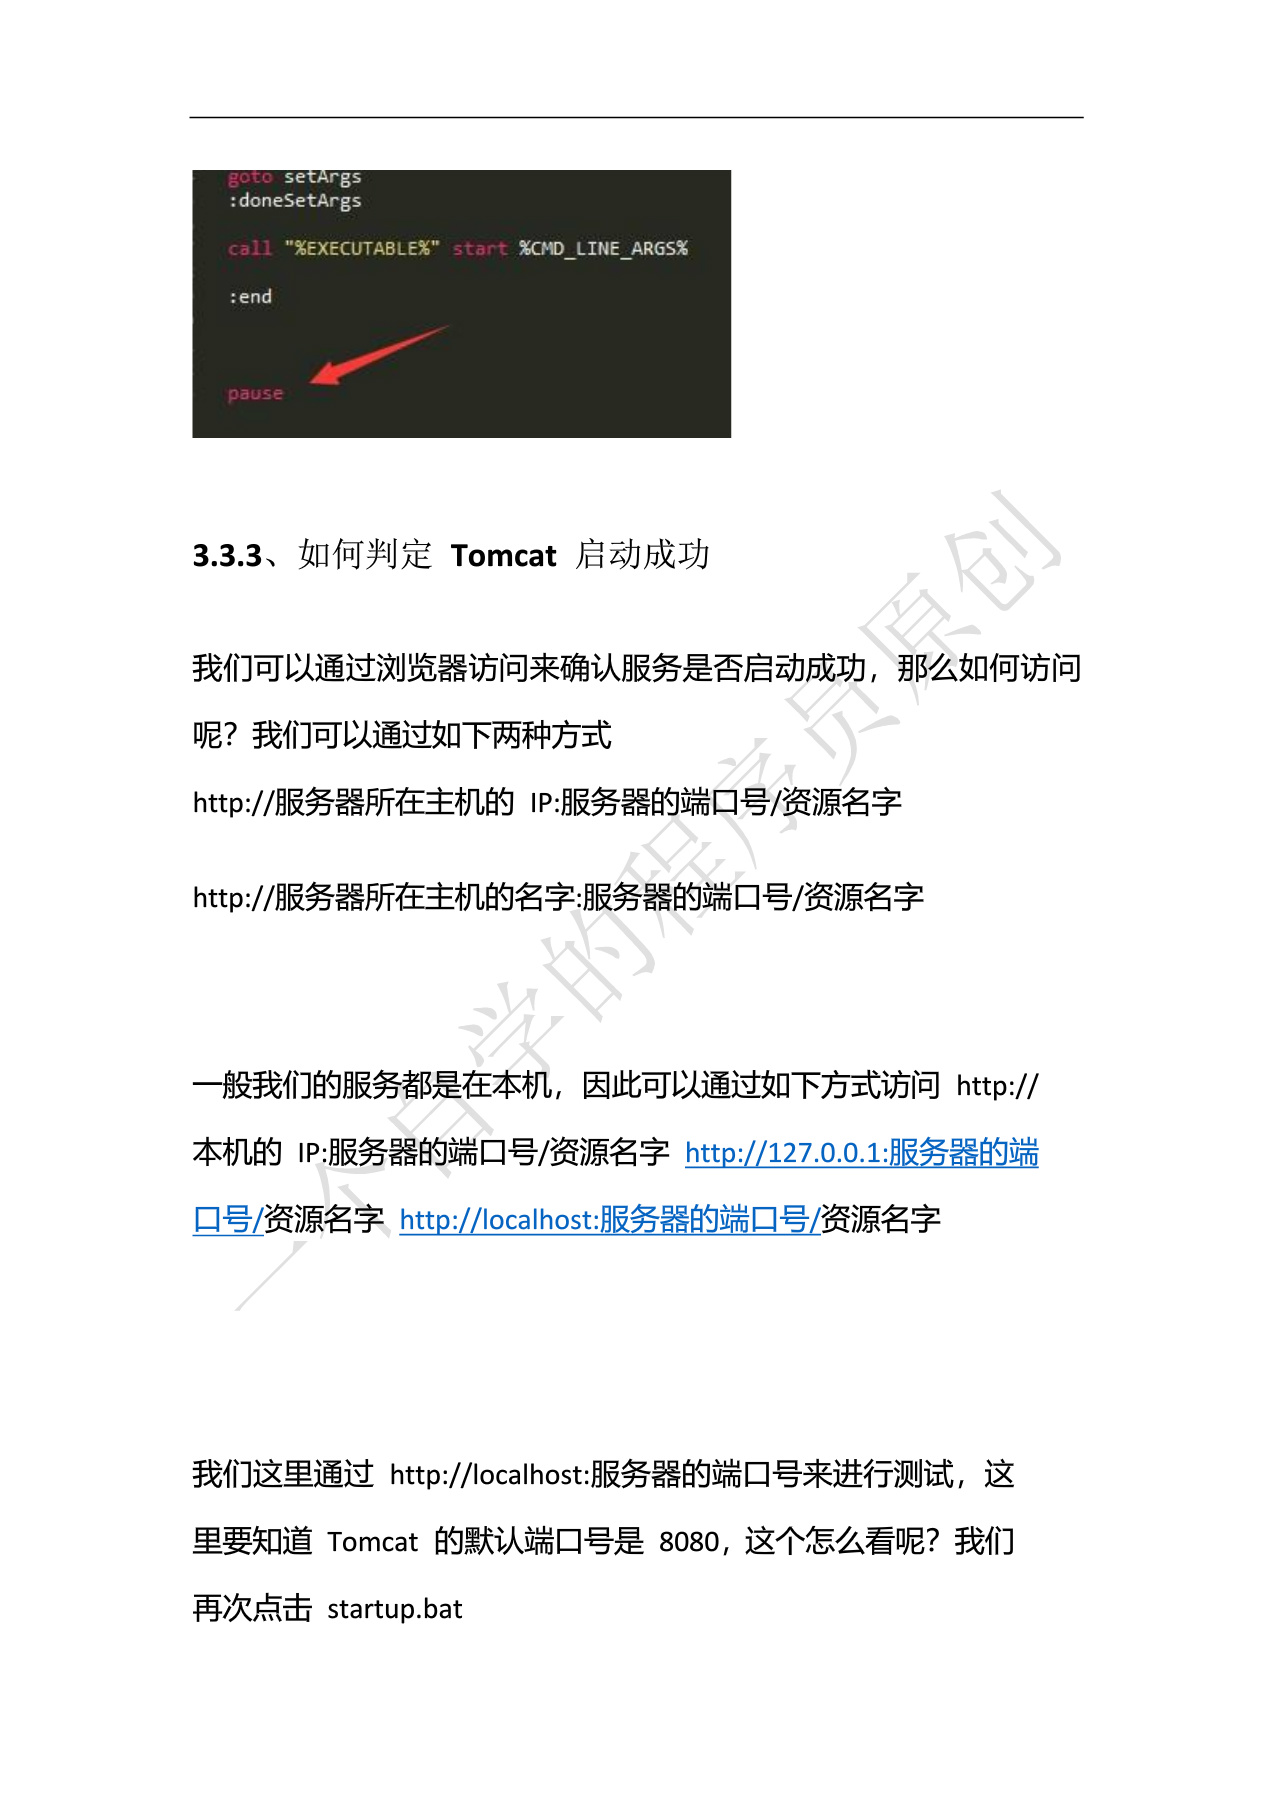 goto setArgs
:doneSetArgs
call "%EXECUTABLE%" start %CMD_LINE_ARGS%
:end
pause
3.3.3、如何判定 Tomcat 启动成功
我们可以通过浏览器访问来确认服务是否启动成功，那么如何访问
呢？我们可以通过如下两种方式
http://服务器所在主机的 IP:服务器的端口号/资源名字
http://服务器所在主机的名字:服务器的端口号/资源名字
一般我们的服务都是在本机，因此可以通过如下方式访问 http://
本机的 IP:服务器的端口号/资源名字 http://127.0.0.1:服务器的端
口号/资源名字 http://localhost:服务器的端口号/资源名字
我们这里通过 http://localhost:服务器的端口号来进行测试，这
里要知道 Tomcat 的默认端口号是 8080，这个怎么看呢？我们
再次点击 startup.bat
一个自学的程序员原创